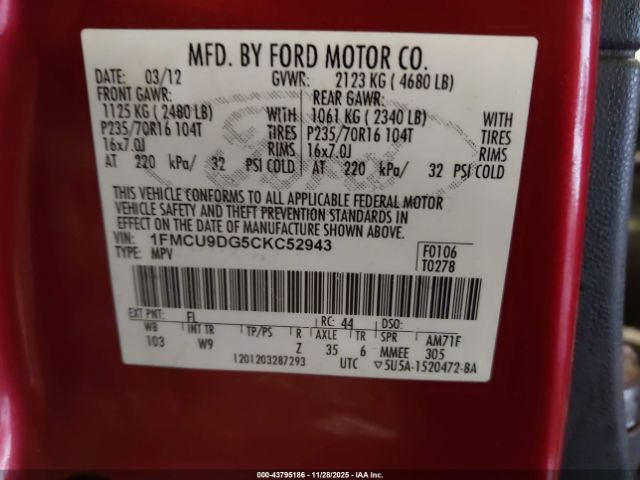 MFD. BY FORD MOTOR CO.
DATE: 03/12 GVWR: 2123 KG ( 4680 LB)
FRONT GAWR: REAR GAWR:
1125 KG ( 2480 LB) WITH 1061 KG ( 2340 LB) WITH
P235/70R16 104T TIRES P235/70R16 104T TIRES
16x7.0J RIMS 16x7.0J RIMS
AT 220 kPa/ 32 PSI COLD AT 220 kPa/ 32 PSI COLD
THIS VEHICLE CONFORMS TO ALL APPLICABLE FEDERAL MOTOR
VEHICLE SAFETY AND THEFT PREVENTION STANDARDS IN
EFFECT ON THE DATE OF MANUFACTURE SHOWN ABOVE.
VIN: 1FMCU9DG5CKC52943
TYPE: MPV
F0106
T0278
EXT PNT: FL RC: 44 DSO:
WB INT TR TP/PS R AXLE TR SPR AM71F
103 W9 Z 35 6 MMEE 305
1201203287293 UTC ▽5U5A-1520472-BA
Ford
000-43795186 - 11/28/2025 - IAA Inc.